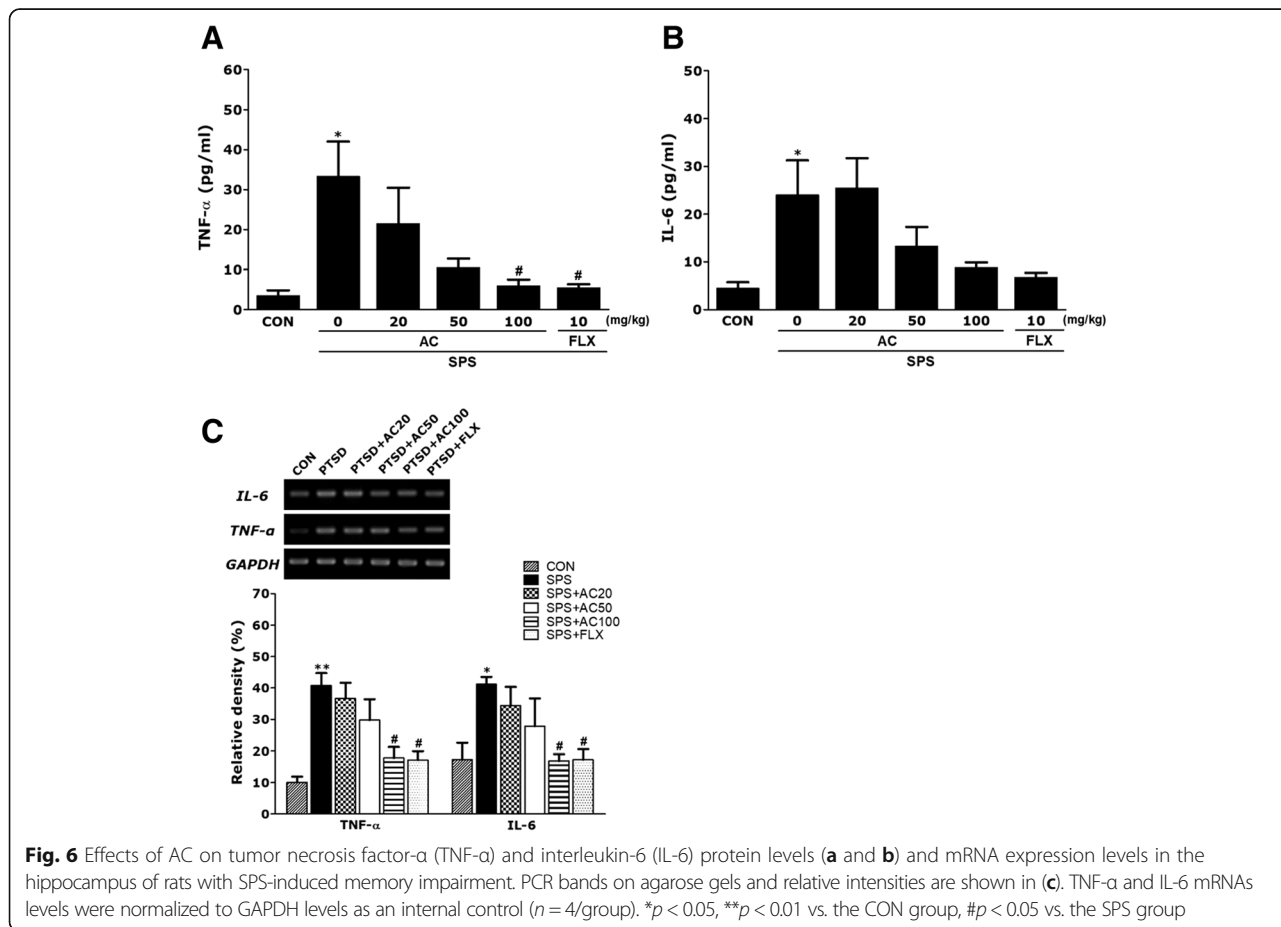 A
60
50
40
30
20
10
0
TNF-α (pg/ml)
*
#
#
CON
0
20
50
100
10
(mg/kg)
AC
FLX
SPS
B
50
40
30
20
10
0
IL-6 (pg/ml)
*
CON
0
20
50
100
10
(mg/kg)
AC
FLX
SPS
C
CON
PTSD
PTSD+AC20
PTSD+AC50
PTSD+AC100
PTSD+FLX
IL-6
TNF-α
GAPDH
CON
SPS
SPS+AC20
SPS+AC50
SPS+AC100
SPS+FLX
70
60
50
40
30
20
10
0
Relative density (%)
**
#
#
*
#
#
TNF-α
IL-6
Fig. 6 Effects of AC on tumor necrosis factor-α (TNF-α) and interleukin-6 (IL-6) protein levels (a and b) and mRNA expression levels in the
hippocampus of rats with SPS-induced memory impairment. PCR bands on agarose gels and relative intensities are shown in (c). TNF-α and IL-6 mRNAs
levels were normalized to GAPDH levels as an internal control (n = 4/group). *p < 0.05, **p < 0.01 vs. the CON group, #p < 0.05 vs. the SPS group